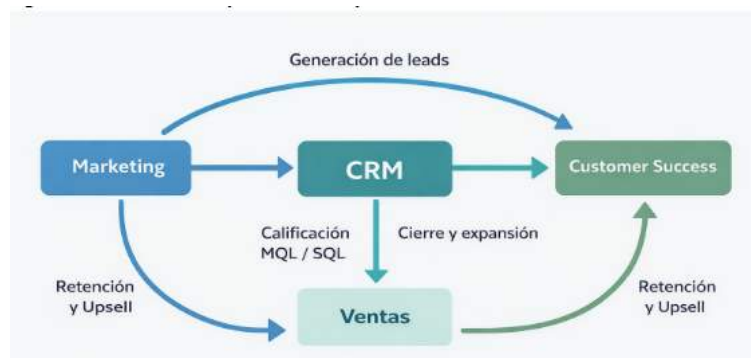 Generación de leads
Marketing
CRM
Customer Success
Calificación
MQL / SQL
Cierre y expansión
Retención
y Upsell
Ventas
Retención
y Upsell